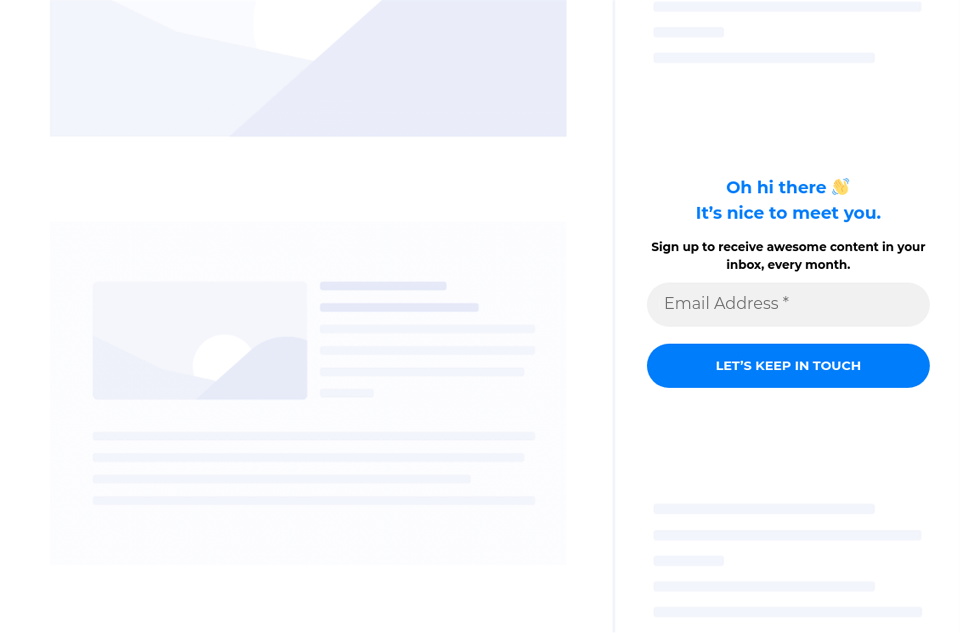 Oh hi there 👋
It’s nice to meet you.
Sign up to receive awesome content in your
inbox, every month.
Email Address *
LET’S KEEP IN TOUCH